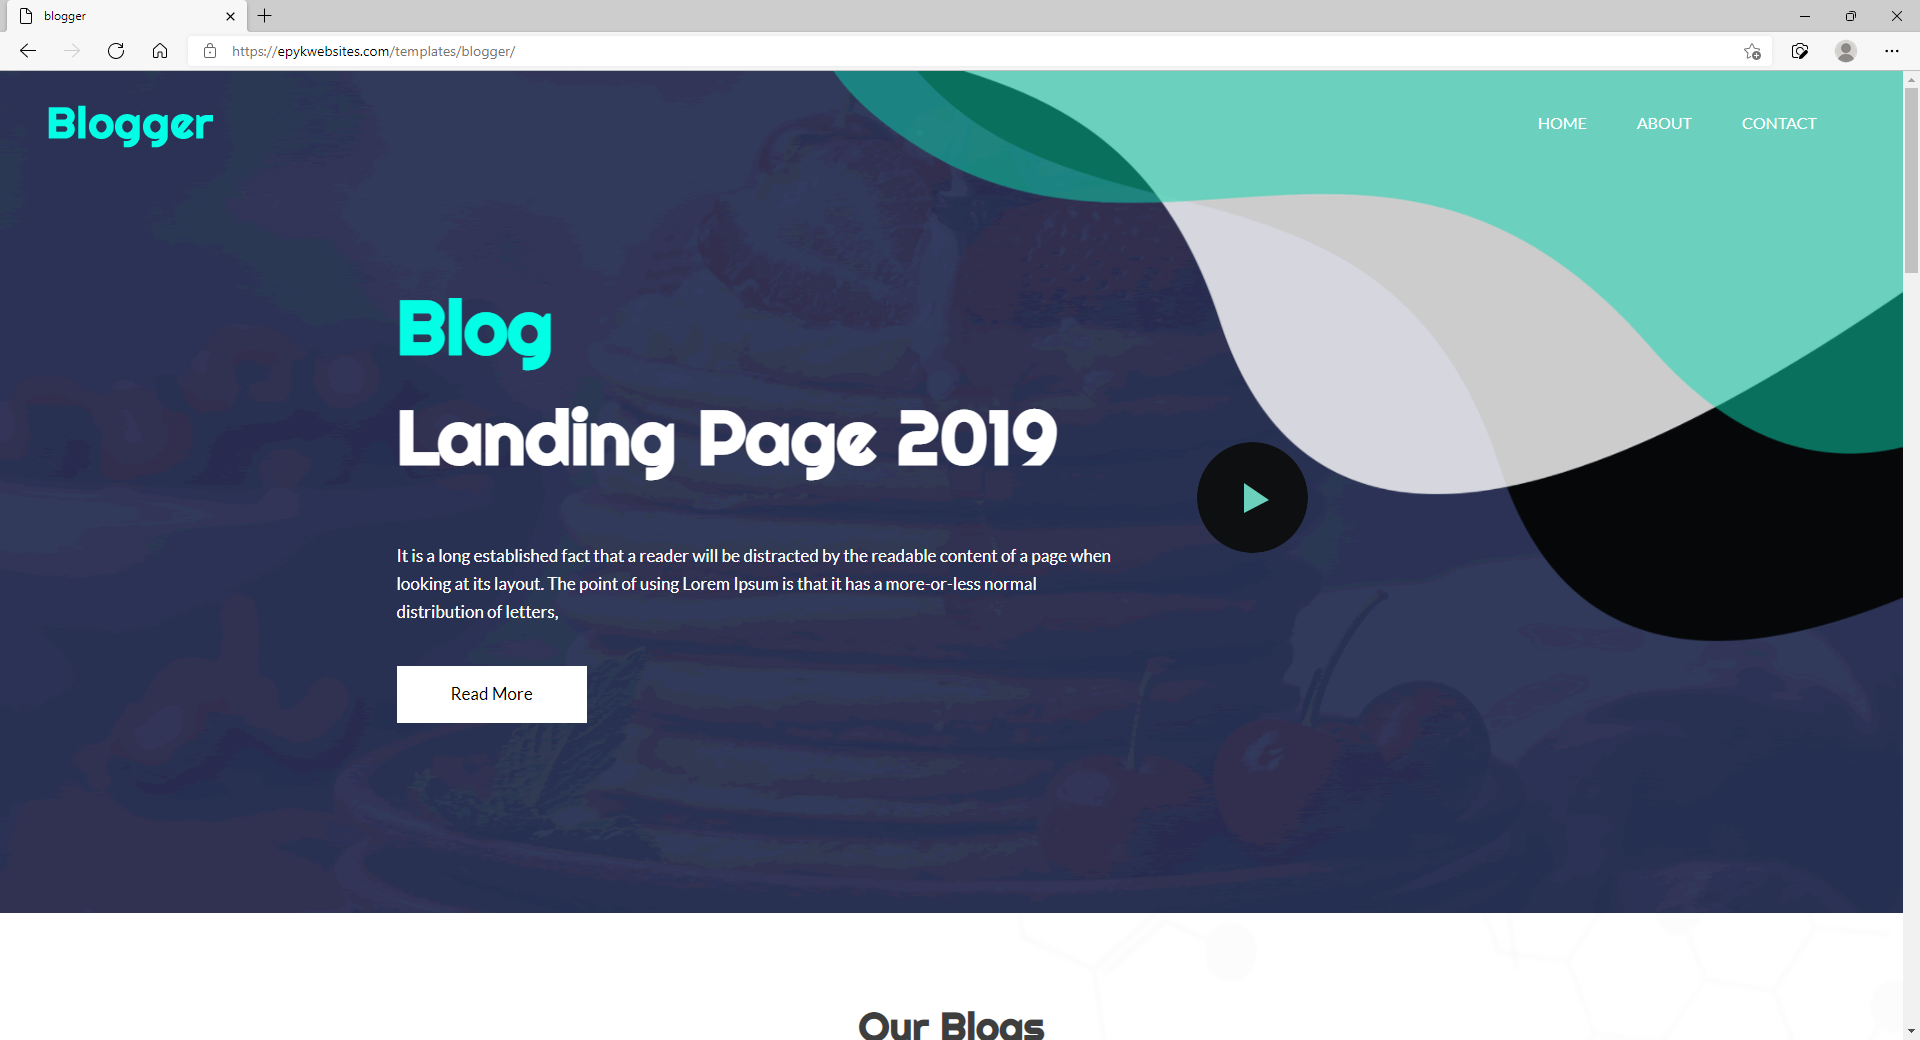 blogger
https://epykwebsites.com/templates/blogger/
Blogger
HOME
ABOUT
CONTACT
Blog
Landing Page 2019
It is a long established fact that a reader will be distracted by the readable content of a page when
looking at its layout. The point of using Lorem Ipsum is that it has a more-or-less normal
distribution of letters,
Read More
Our Blogs